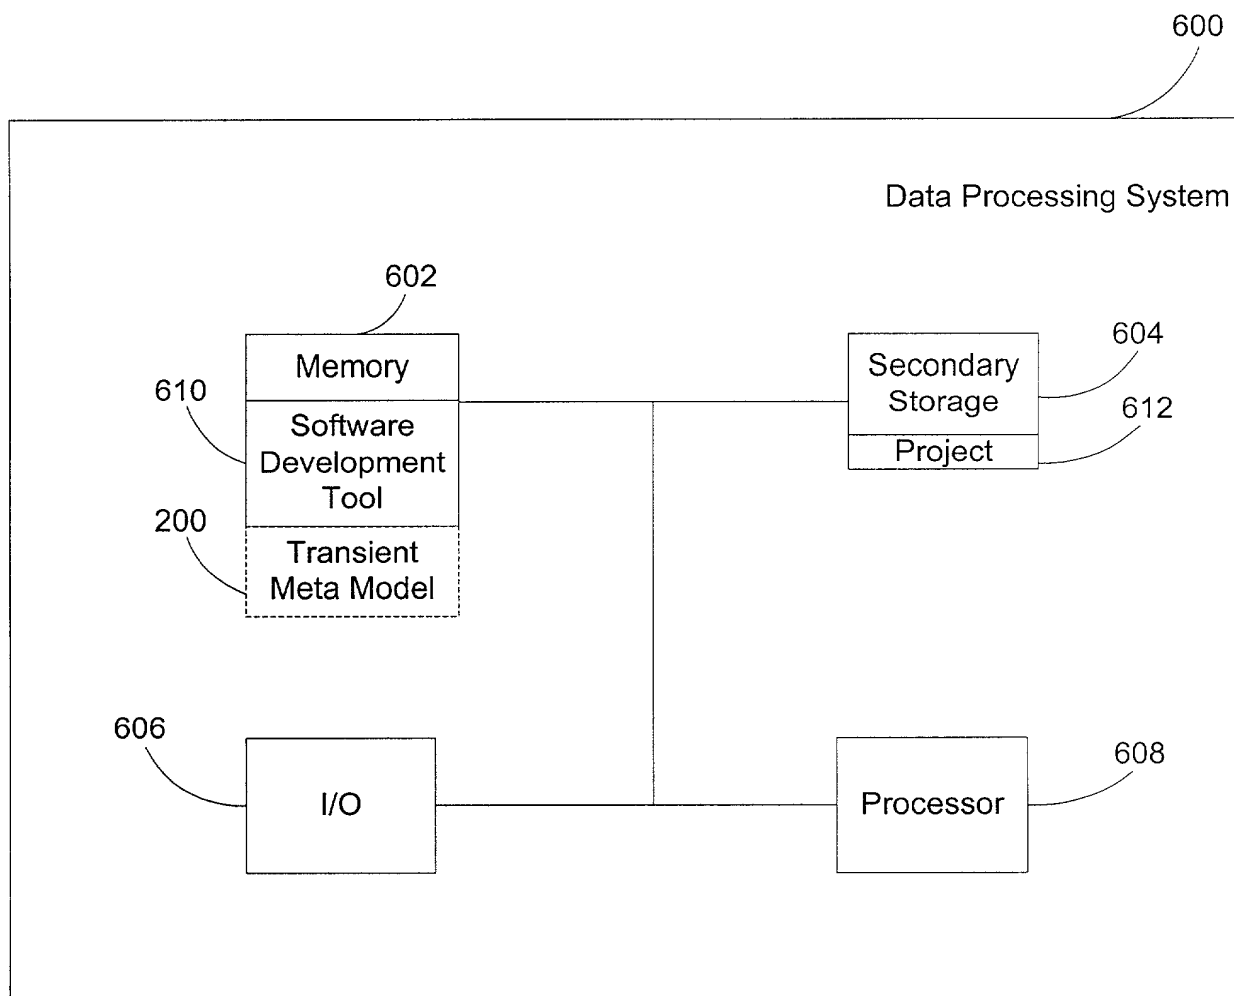 600
Data Processing System
602
Memory
610
Software
Development
Tool
200
Transient
Meta Model
604
Secondary
Storage
612
Project
606
I/O
608
Processor